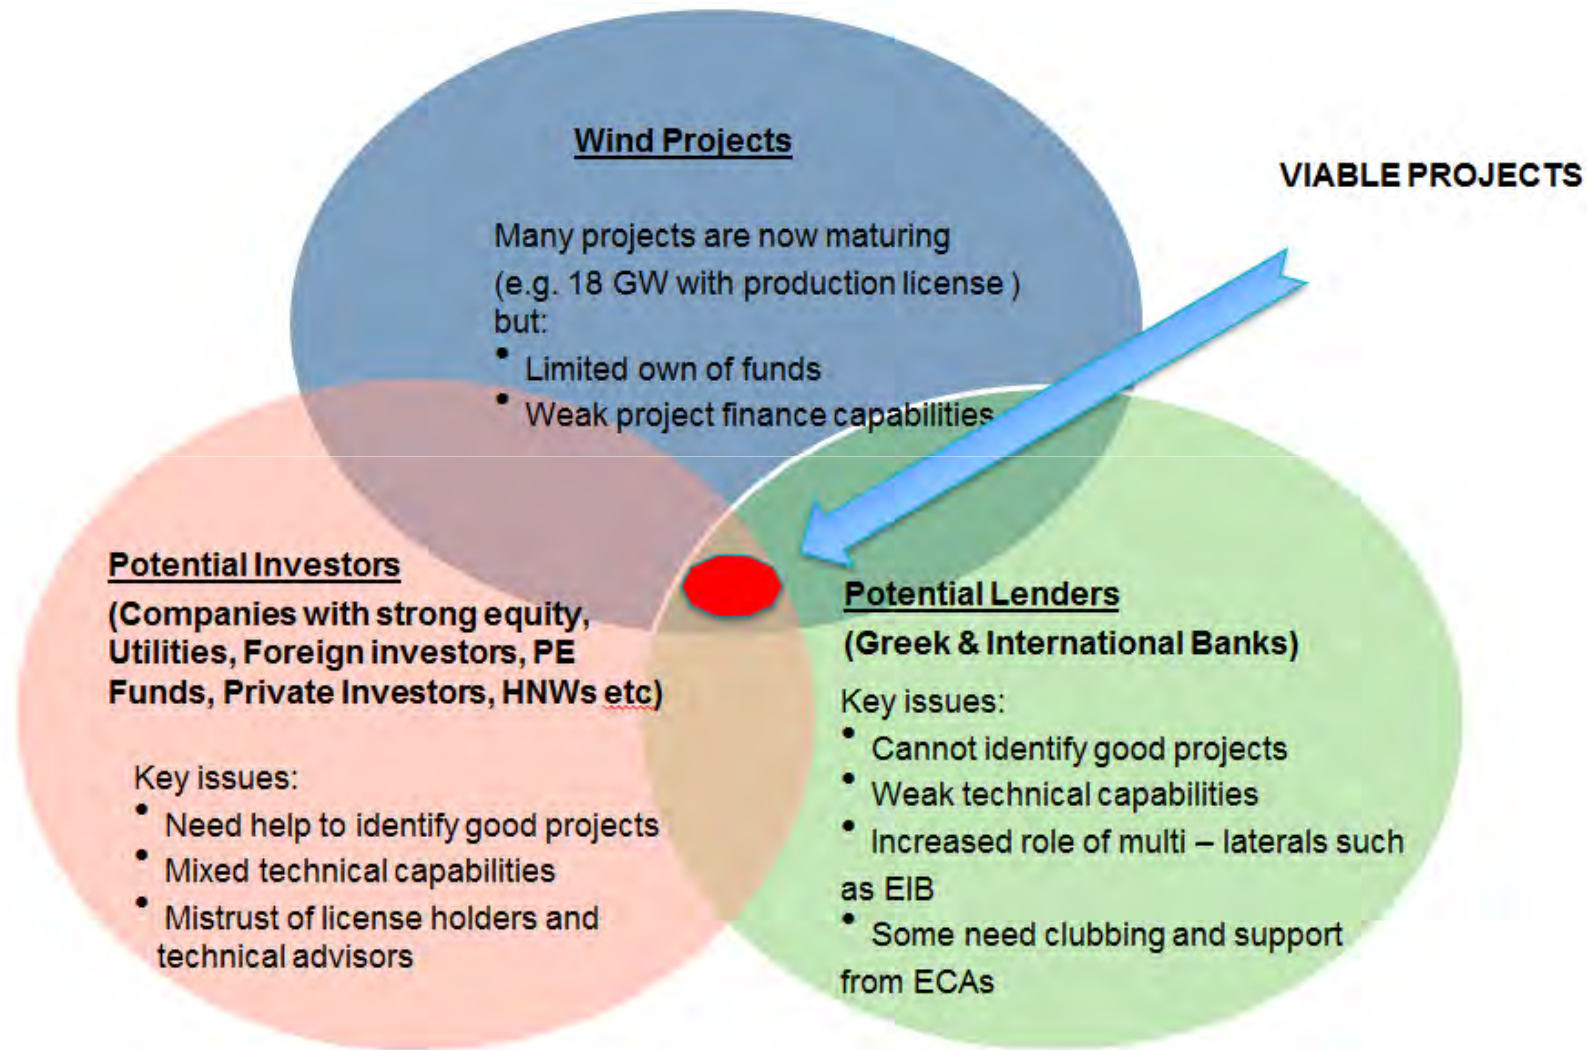 Wind Projects
VIABLE PROJECTS
Many projects are now maturing
(e.g. 18 GW with production license )
but:
• Limited own of funds
• Weak project finance capabilities
Potential Investors
(Companies with strong equity,
Utilities, Foreign investors, PE
Funds, Private Investors, HNWs etc)
Key issues:
• Need help to identify good projects
• Mixed technical capabilities
• Mistrust of license holders and
technical advisors
Potential Lenders
(Greek & International Banks)
Key issues:
• Cannot identify good projects
• Weak technical capabilities
• Increased role of multi – laterals such
as EIB
• Some need clubbing and support
from ECAs